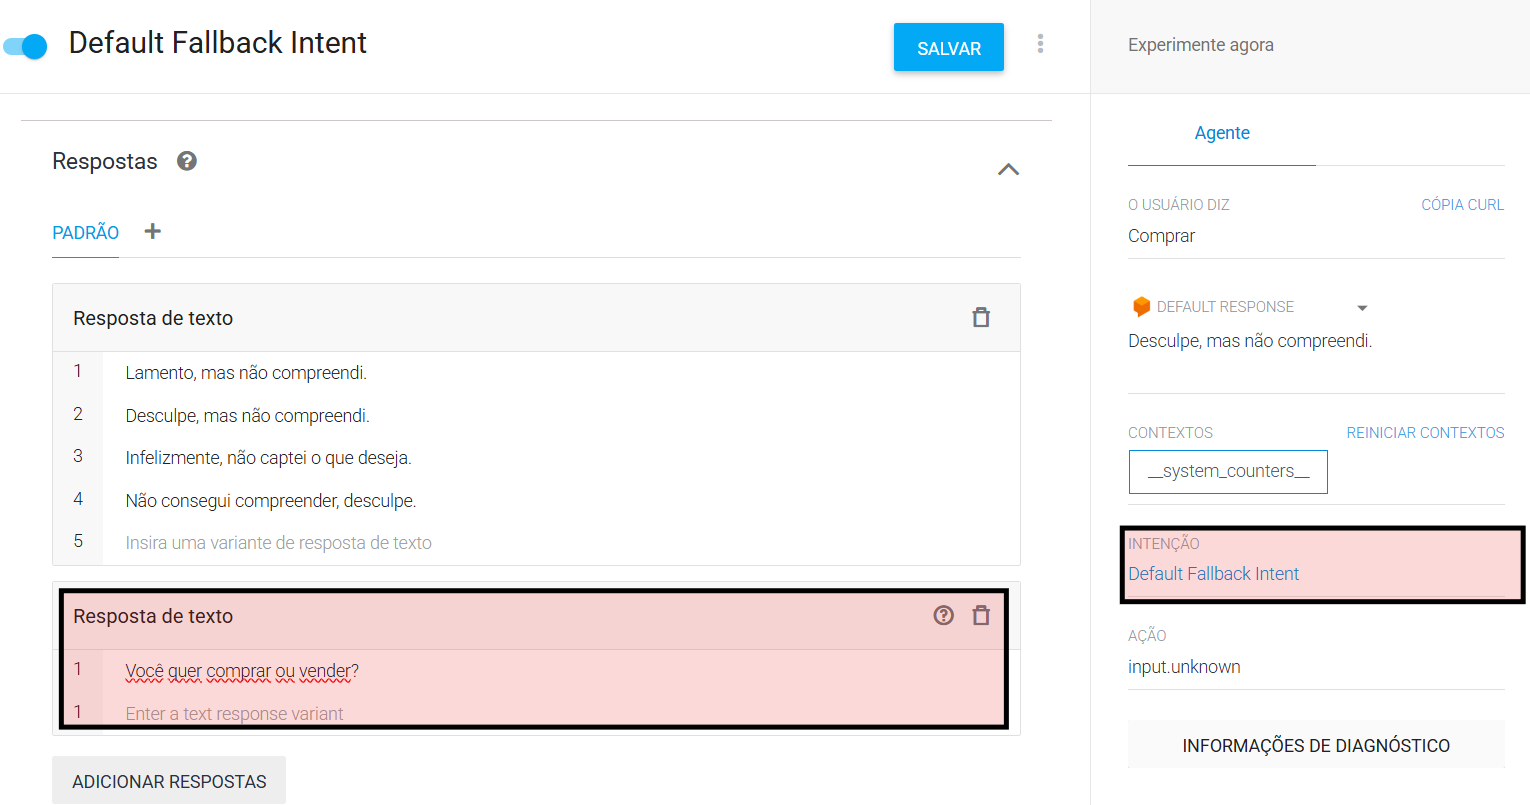 Default Fallback Intent
SALVAR
Respostas
PADRÃO
Resposta de texto
1 Lamento, mas não compreendi.
2 Desculpe, mas não compreendi.
3 Infelizmente, não captei o que deseja.
4 Não consegui compreender, desculpe.
5 Insira uma variante de resposta de texto
Resposta de texto
1 Você quer comprar ou vender?
1 Enter a text response variant
ADICIONAR RESPOSTAS
Experimente agora
Agente
O USUÁRIO DIZ CÓPIA CURL
Comprar
DEFAULT RESPONSE
Desculpe, mas não compreendi.
CONTEXTOS REINICIAR CONTEXTOS
__system_counters__
INTENÇÃO
Default Fallback Intent
AÇÃO
input.unknown
INFORMAÇÕES DE DIAGNÓSTICO